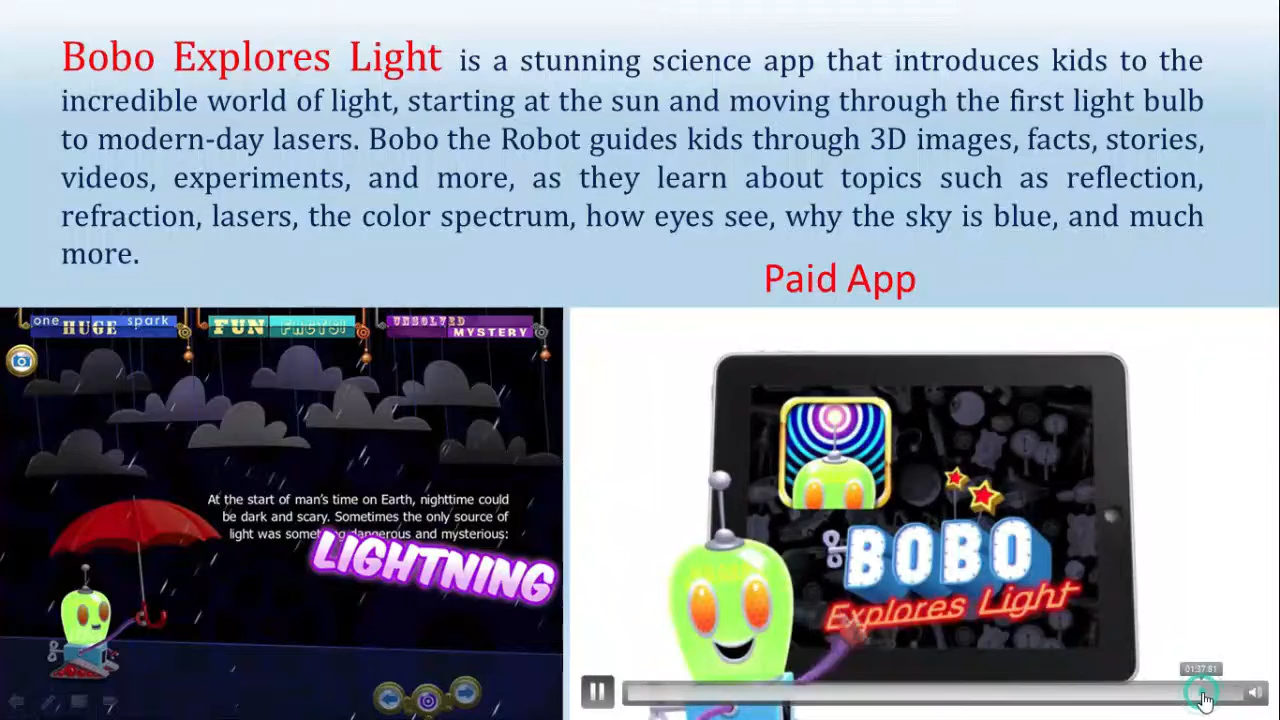 Bobo Explores Light is a stunning science app that introduces kids to the
incredible world of light, starting at the sun and moving through the first light bulb
to modern-day lasers. Bobo the Robot guides kids through 3D images, facts, stories,
videos, experiments, and more, as they learn about topics such as reflection,
refraction, lasers, the color spectrum, how eyes see, why the sky is blue, and much
more.
Paid App
one HUGE spark
FUN FACTS!
UNSOLVED MYSTERY
At the start of man's time on Earth, nighttime could
be dark and scary. Sometimes the only source of
light was something dangerous and mysterious:
LIGHTNING
BOBO
Explores Light
01:37.81